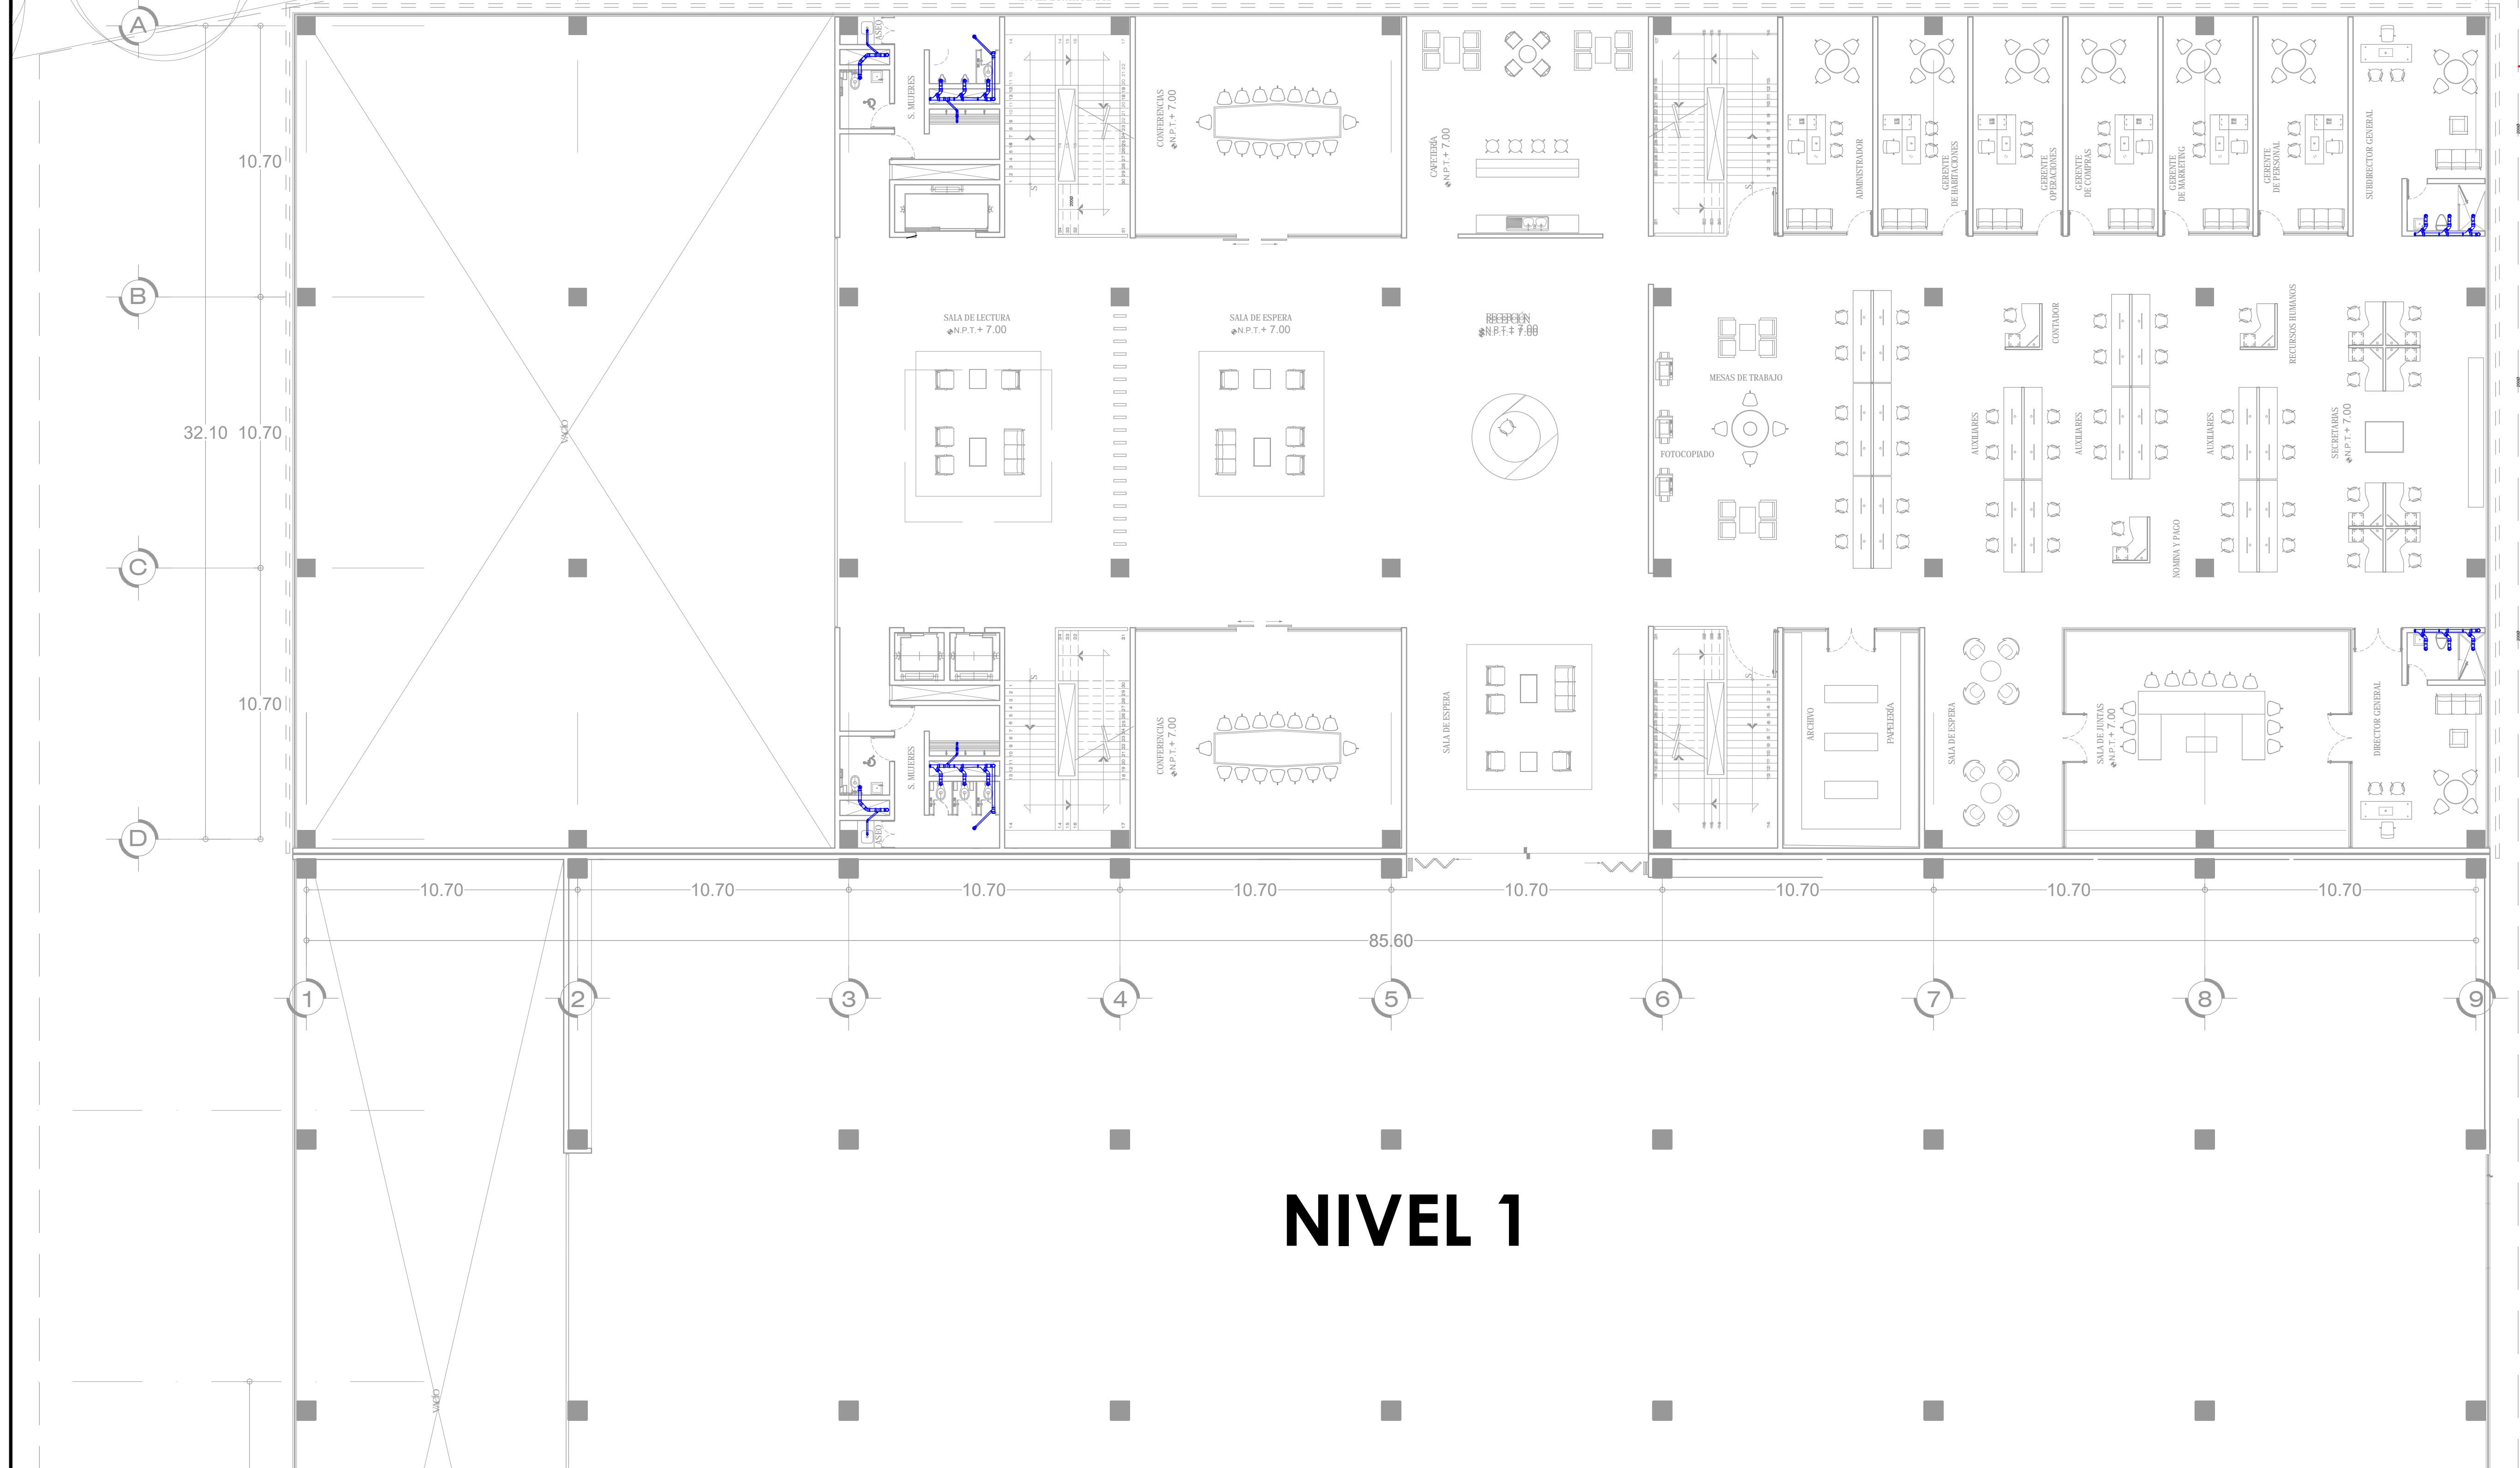 A
ASEO
S. MUJERES
CONFERENCIAS
N.P.T.+ 7.00
CAFETERIA
N.P.T.+ 7.00
ADMINISTRADOR
GERENTE
DE HABITACIONES
GERENTE
OPERACIONES
GERENTE
DE COMPRAS
GERENTE
DE MARKETING
GERENTE
DE PERSONAL
SUBDIRECTOR GENERAL
10.70
S
S
B
SALA DE LECTURA
N.P.T.+ 7.00
SALA DE ESPERA
N.P.T.+ 7.00
RECEPCIÓN
N.P.T.+ 7.00
CONTADOR
RECURSOS HUMANOS
MESAS DE TRABAJO
32.10
10.70
VACIO
FOTOCOPIADO
AUXILIARES
AUXILIARES
AUXILIARES
SECRETARIAS
N.P.T.+ 7.00
NOMINA Y PAGO
C
10.70
S
S
S. MUJERES
CONFERENCIAS
N.P.T.+ 7.00
SALA DE ESPERA
ARCHIVO
PAPELERÍA
SALA DE ESPERA
SALA DE JUNTAS
N.P.T.+ 7.00
DIRECTOR GENERAL
ASEO
D
10.70
10.70
10.70
10.70
10.70
10.70
10.70
10.70
85.60
1
2
3
4
5
6
7
8
9
NIVEL 1
VACIO